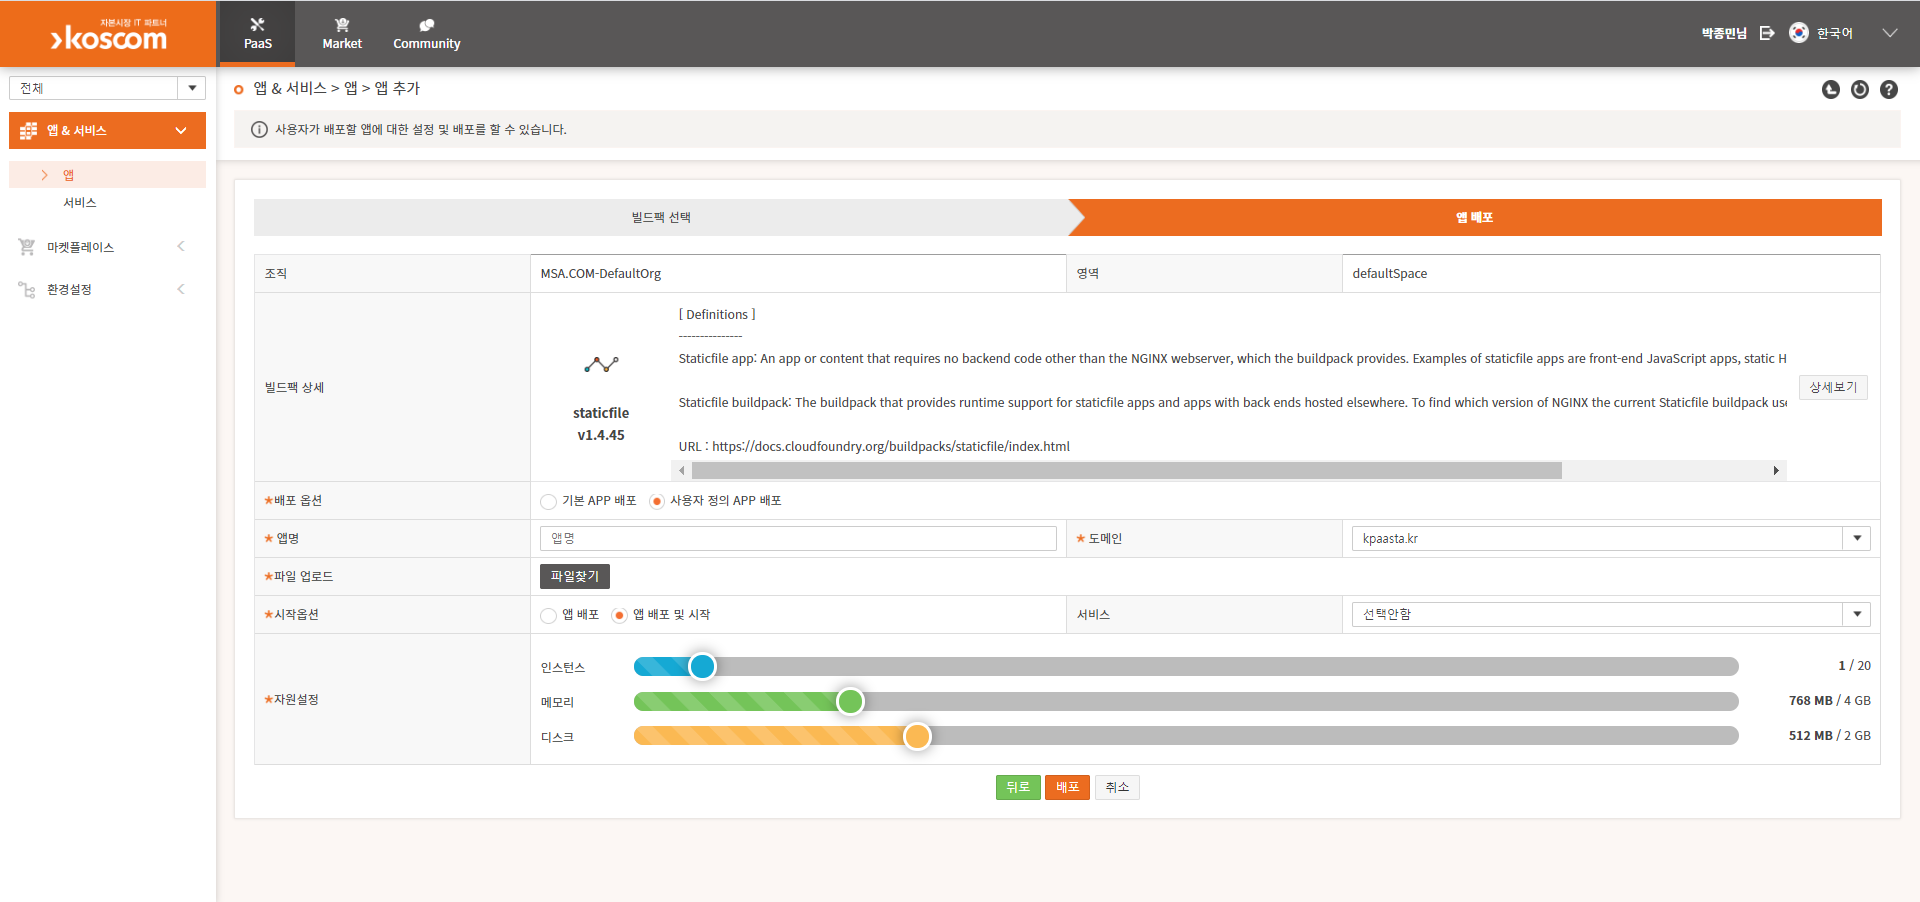 자본시장 IT 파트너
koscom
PaaS
Market
Community
박종민님
한국어
전체
앱 & 서비스 > 앱 > 앱 추가
사용자가 배포할 앱에 대한 설정 및 배포를 할 수 있습니다.
앱 & 서비스
앱
서비스
마켓플레이스
환경설정
빌드팩 선택
앱 배포
조직
MSA.COM-DefaultOrg
영역
defaultSpace
빌드팩 상세
staticfile
v1.4.45
[ Definitions ]
---------------
Staticfile app: An app or content that requires no backend code other than the NGINX webserver, which the buildpack provides. Examples of staticfile apps are front-end JavaScript apps, static H
Staticfile buildpack: The buildpack that provides runtime support for staticfile apps and apps with back ends hosted elsewhere. To find which version of NGINX the current Staticfile buildpack use
URL : https://docs.cloudfoundry.org/buildpacks/staticfile/index.html
상세보기
★배포 옵션
기본 APP 배포
사용자 정의 APP 배포
★ 앱명
앱명
★ 도메인
kpaasta.kr
★파일 업로드
파일찾기
★시작옵션
앱 배포
앱 배포 및 시작
서비스
선택안함
★자원설정
인스턴스
1 / 20
메모리
768 MB / 4 GB
디스크
512 MB / 2 GB
뒤로
배포
취소